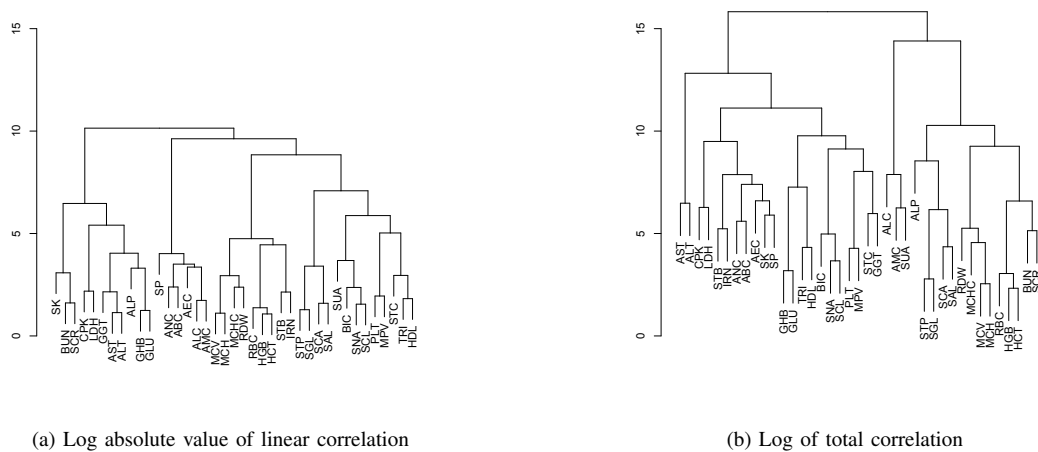 15
10
5
0
SK
BUN
SCR
CPK
LDH
GGT
AST
ALT
ALP
GHB
GLU
SP
ANC
ABC
AEC
ALC
AMC
MCV
MCH
MCHC
RDW
RBC
HGB
HCT
STB
IRN
STP
SGL
SCA
SAL
SUA
BIC
SNA
SCL
PLT
MPV
STC
TRI
HDL
(a) Log absolute value of linear correlation
15
10
5
0
AST
ALT
CPK
LDH
STB
IRN
ANC
ABC
AEC
SK
SP
GHB
GLU
TRI
HDL
BIC
SNA
SCL
PLT
MPV
STC
GGT
ALC
AMC
SUA
ALP
STP
SGL
SCA
SAL
RDW
MCHC
MCV
MCH
RBC
HGB
HCT
BUN
SCR
(b) Log of total correlation